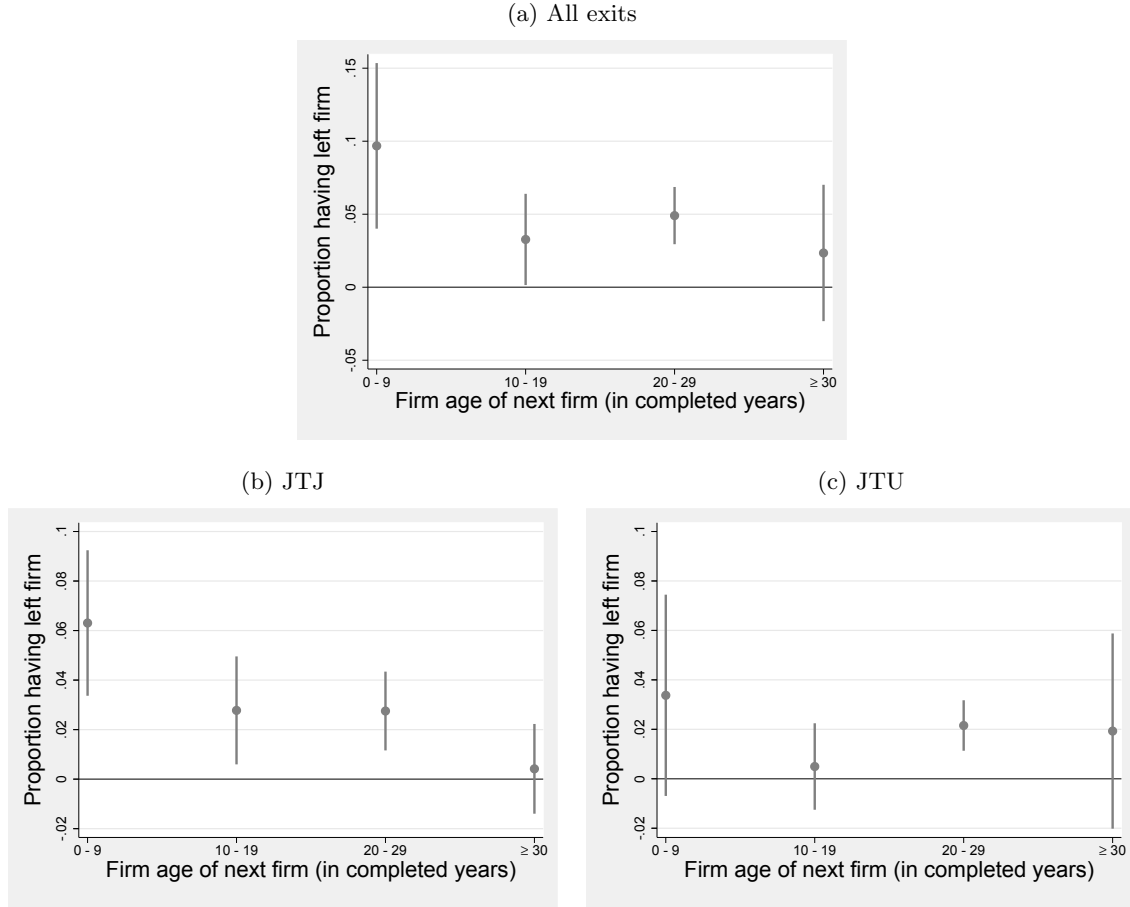 (a) All exits
Proportion having left firm
.15
.1
.05
0
-.05
0 - 9 10 - 19 20 - 29 ≥ 30
Firm age of next firm (in completed years)
(b) JTJ
Proportion having left firm
.1
.08
.06
.04
.02
0
-.02
0 - 9 10 - 19 20 - 29 ≥ 30
Firm age of next firm (in completed years)
(c) JTU
Proportion having left firm
.1
.08
.06
.04
.02
0
-.02
0 - 9 10 - 19 20 - 29 ≥ 30
Firm age of next firm (in completed years)